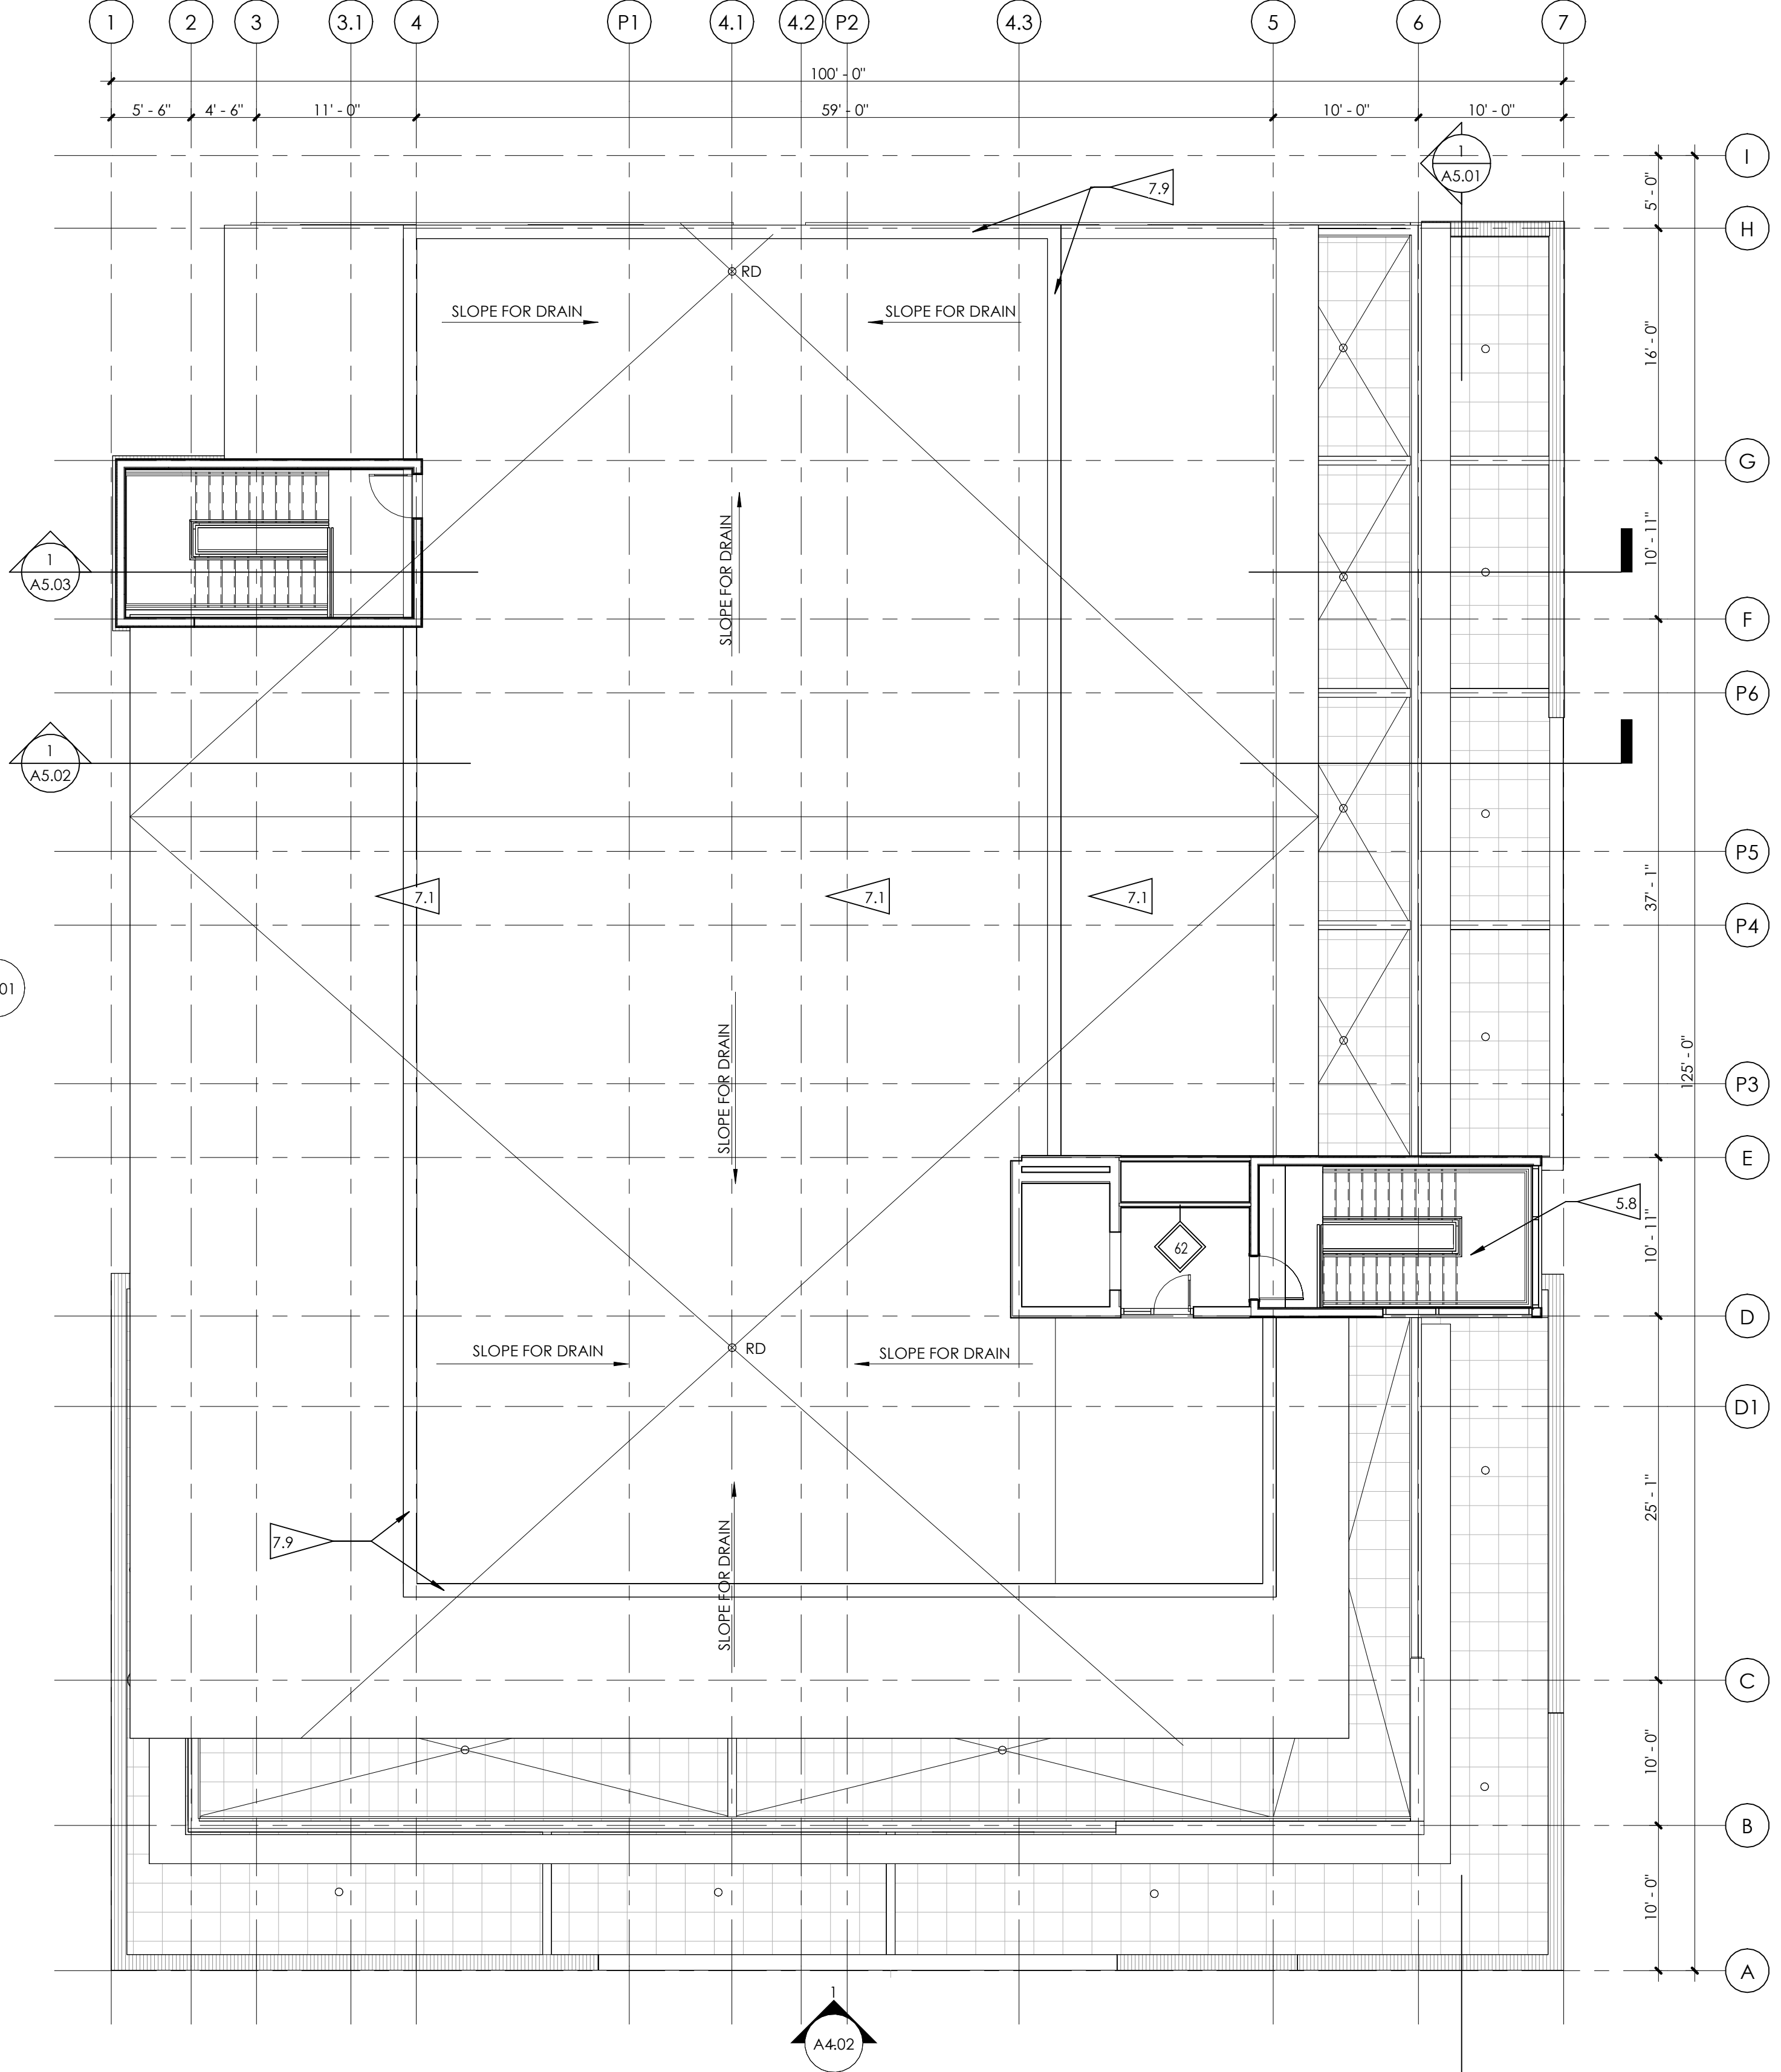 1 2 3 3.1 4 P1 4.1 4.2 P2 4.3 5 6 7
100' - 0"
5' - 6" 4' - 6" 11' - 0" 59' - 0" 10' - 0" 10' - 0"
I
1
A5.01
5' - 0"
7.9
H
RD
SLOPE FOR DRAIN SLOPE FOR DRAIN
16' - 0"
G
SLOPE FOR DRAIN
10' - 11"
1
A5.03
F
P6
1
A5.02
P5
7.1 7.1 7.1
37' - 1"
P4
01
125' - 0"
SLOPE FOR DRAIN
P3
E
5.8
62
10' - 11"
D
RD
SLOPE FOR DRAIN SLOPE FOR DRAIN
D1
25' - 1"
7.9
SLOPE FOR DRAIN
C
10' - 0"
B
10' - 0"
A
1
A4.02